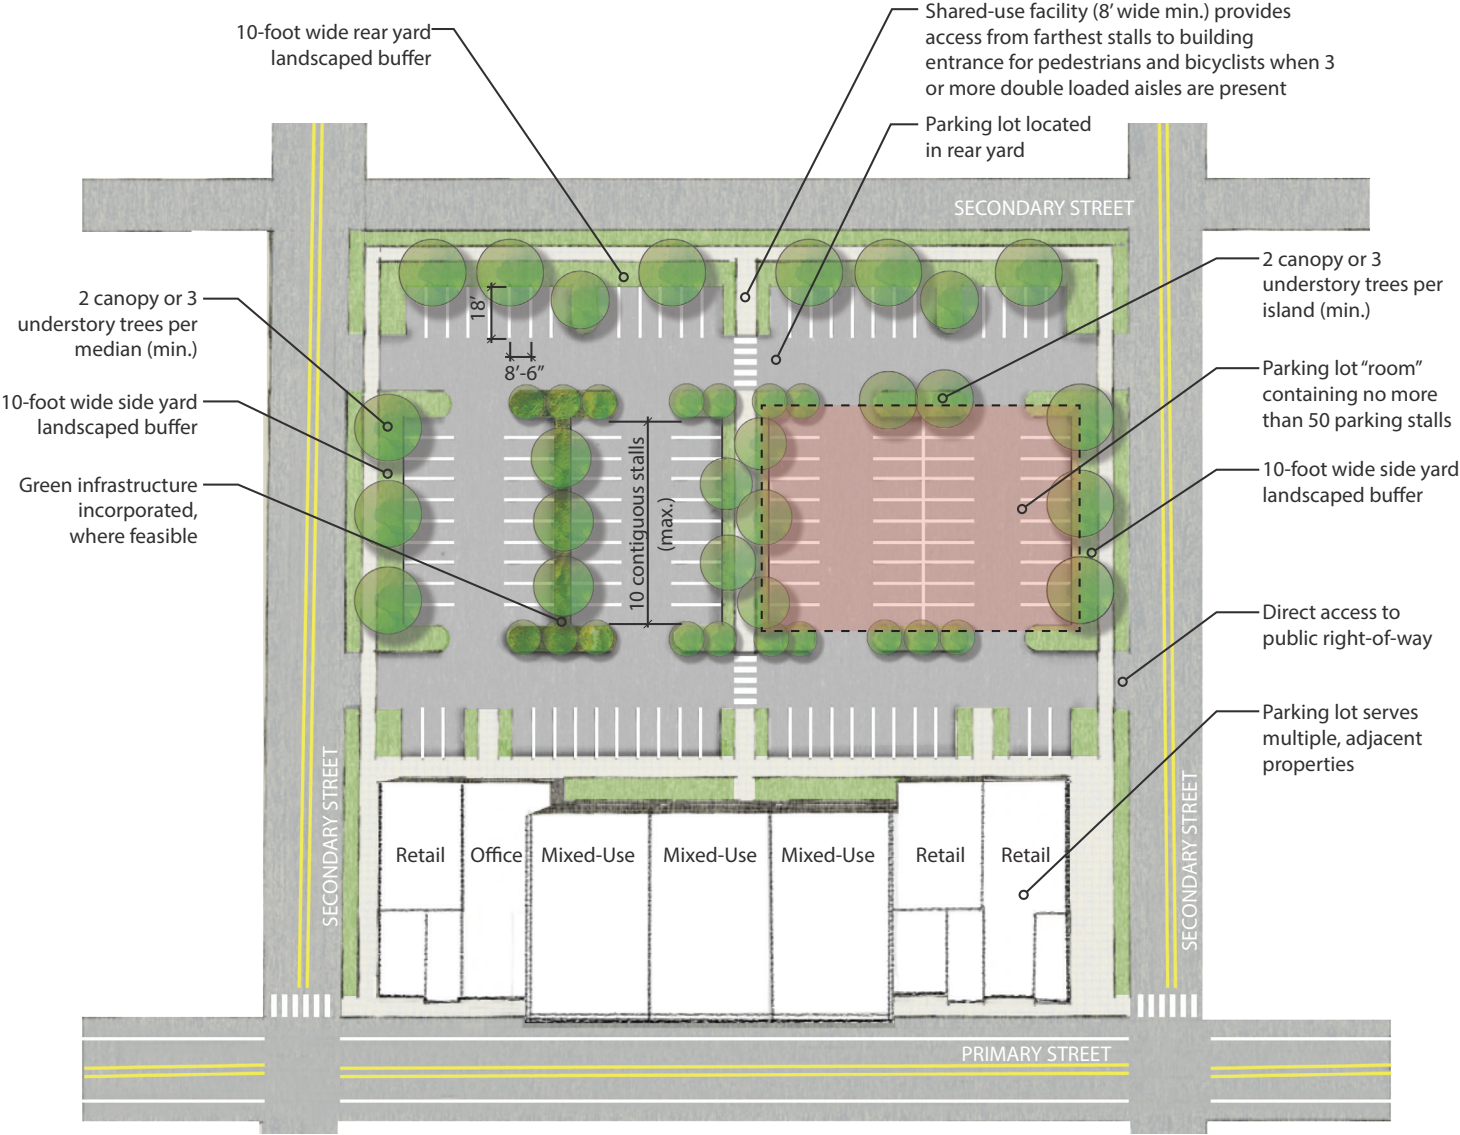 Shared-use facility (8’ wide min.) provides
access from farthest stalls to building
entrance for pedestrians and bicyclists when 3
or more double loaded aisles are present
10-foot wide rear yard
landscaped buffer
Parking lot located
in rear yard
SECONDARY STREET
2 canopy or 3
understory trees per
island (min.)
2 canopy or 3
understory trees per
median (min.)
18’
8’-6”
Parking lot “room”
containing no more
than 50 parking stalls
10-foot wide side yard
landscaped buffer
10 contiguous stalls
(max.)
10-foot wide side yard
landscaped buffer
Green infrastructure
incorporated,
where feasible
Direct access to
public right-of-way
Parking lot serves
multiple, adjacent
properties
SECONDARY STREET
SECONDARY STREET
Retail
Office
Mixed-Use
Mixed-Use
Mixed-Use
Retail
Retail
PRIMARY STREET